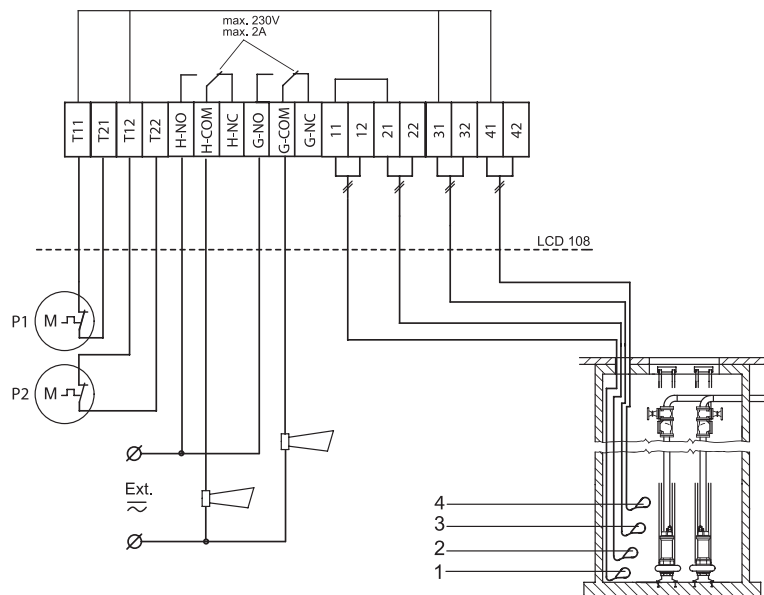 max. 230V
max. 2A
T11 T21 T12 T22 H-NO H-COM H-NC G-NO G-COM G-NC 11 12 21 22 31 32 41 42
LCD 108
P1 M
P2 M
Ext.
4
3
2
1